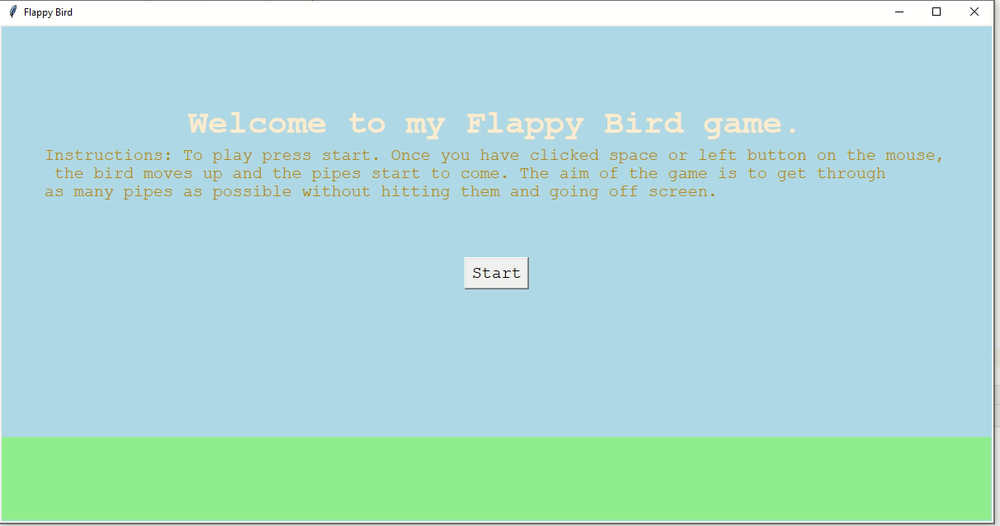 Flappy Bird
Welcome to my Flappy Bird game.
Instructions: To play press start. Once you have clicked space or left button on the mouse,
the bird moves up and the pipes start to come. The aim of the game is to get through
as many pipes as possible without hitting them and going off screen.
Start